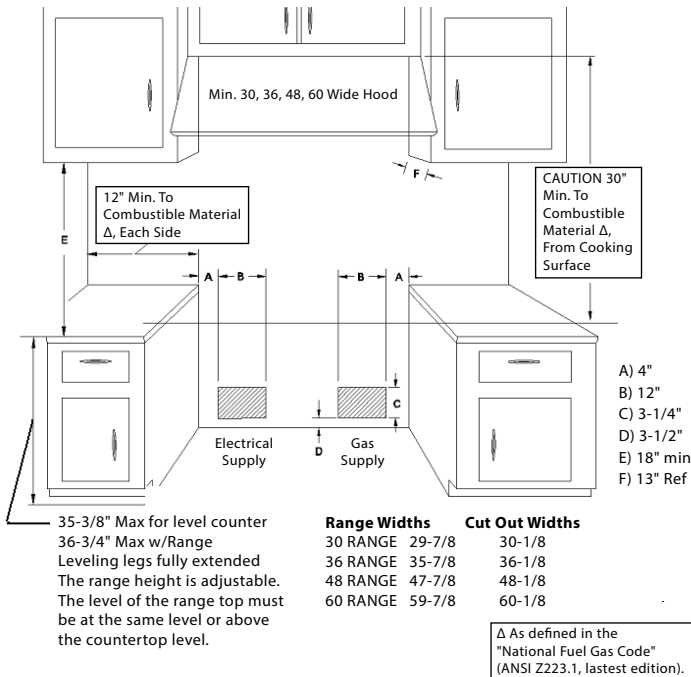 Min. 30, 36, 48, 60 Wide Hood
F
12" Min. To
Combustible Material
Δ, Each Side
CAUTION 30"
Min. To
Combustible
Material Δ,
From Cooking
Surface
E
A B B A
C
D
Electrical
Supply
Gas
Supply
A) 4"
B) 12"
C) 3-1/4"
D) 3-1/2"
E) 18" min
F) 13" Ref
35-3/8" Max for level counter
36-3/4" Max w/Range
Leveling legs fully extended
The range height is adjustable.
The level of the range top must
be at the same level or above
the countertop level.
Range Widths Cut Out Widths
30 RANGE 29-7/8 30-1/8
36 RANGE 35-7/8 36-1/8
48 RANGE 47-7/8 48-1/8
60 RANGE 59-7/8 60-1/8
Δ As defined in the
"National Fuel Gas Code"
(ANSI Z223.1, lastest edition).